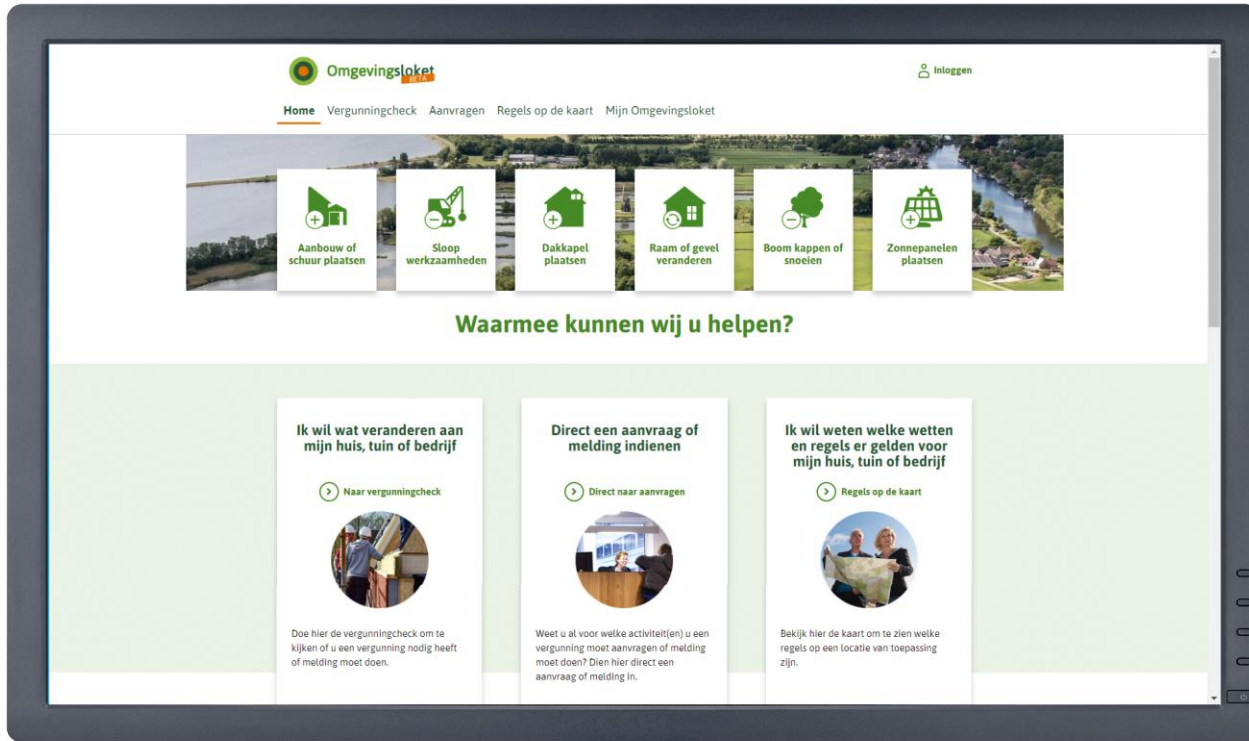 Omgevingsloket
BETA
Inloggen
Home Vergunningcheck Aanvragen Regels op de kaart Mijn Omgevingsloket
Aanbouw of
schuur plaatsen
Sloop
werkzaamheden
Dakkapel
plaatsen
Raam of gevel
veranderen
Boom kappen of
snoeien
Zonnepanelen
plaatsen
Waarmee kunnen wij u helpen?
Ik wil wat veranderen aan
mijn huis, tuin of bedrijf
Naar vergunningcheck
Doe hier de vergunningcheck om te
kijken of u een vergunning nodig heeft
of melding moet doen.
Direct een aanvraag of
melding indienen
Direct naar aanvragen
Weet u al voor welke activiteit(en) u een
vergunning moet aanvragen of melding
moet doen? Dien hier direct een
aanvraag of melding in.
Ik wil weten welke wetten
en regels er gelden voor
mijn huis, tuin of bedrijf
Regels op de kaart
Bekijk hier de kaart om te zien welke
regels op een locatie van toepassing
zijn.